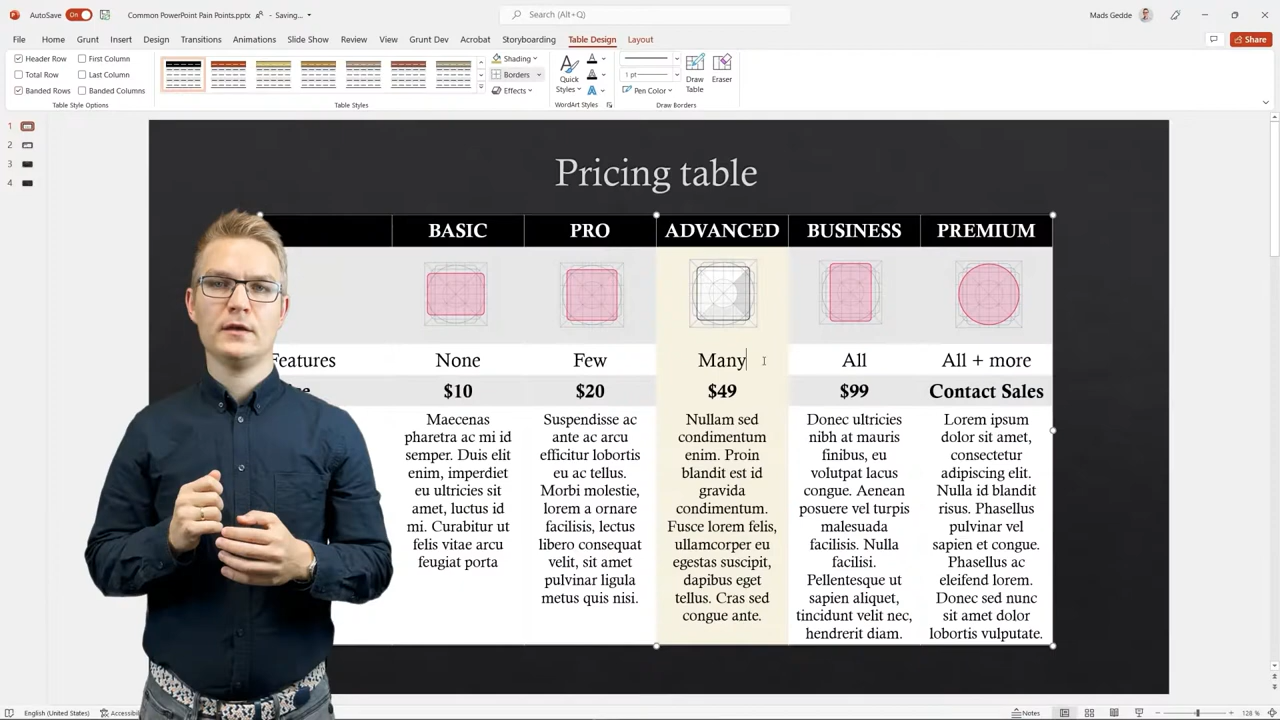 AutoSave
On
Common PowerPoint Pain Points.pptx
Saving...
Search (Alt+Q)
Mads Gedde
File
Home
Grunt
Insert
Design
Transitions
Animations
Slide Show
Review
View
Grunt Dev
Acrobat
Storyboarding
Table Design
Layout
Share
Header Row
First Column
Total Row
Last Column
Banded Rows
Banded Columns
Table Style Options
Table Styles
Shading
Borders
Effects
Quick
Styles
WordArt Styles
1 pt
Pen Color
Draw
Table
Eraser
Draw Borders
1
2
3
4
Pricing table
BASIC PRO ADVANCED BUSINESS PREMIUM
Features None Few Many All All + more
$10 $20 $49 $99 Contact Sales
Maecenas
pharetra ac mi id
semper. Duis elit
enim, imperdiet
eu ultricies sit
amet, luctus id
mi. Curabitur ut
felis vitae arcu
feugiat porta
Suspendisse ac
ante ac arcu
efficitur lobortis
eu ac tellus.
Morbi molestie,
lorem a ornare
facilisis, lectus
libero consequat
velit, sit amet
pulvinar ligula
metus quis nisi.
Nullam sed
condimentum
enim. Proin
blandit est id
gravida
condimentum.
Fusce lorem felis,
ullamcorper eu
egestas suscipit,
dapibus eget
tellus. Cras sed
congue ante.
Donec ultricies
nibh at mauris
finibus, eu
volutpat lacus
congue. Aenean
posuere vel turpis
malesuada
facilisis. Nulla
facilisi.
Pellentesque ut
sapien aliquet,
tincidunt velit nec,
hendrerit diam.
Lorem ipsum
dolor sit amet,
consectetur
adipiscing elit.
Nulla id blandit
risus. Phasellus
pulvinar vel
sapien et congue.
Phasellus ac
eleifend lorem.
Donec sed nunc
sit amet dolor
lobortis vulputate.
English (United States)
Notes
128 %